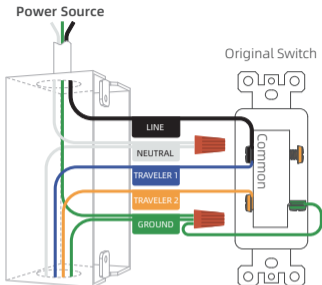 Power Source
Original Switch
LINE
NEUTRAL
TRAVELER 1
TRAVELER 2
GROUND
Common